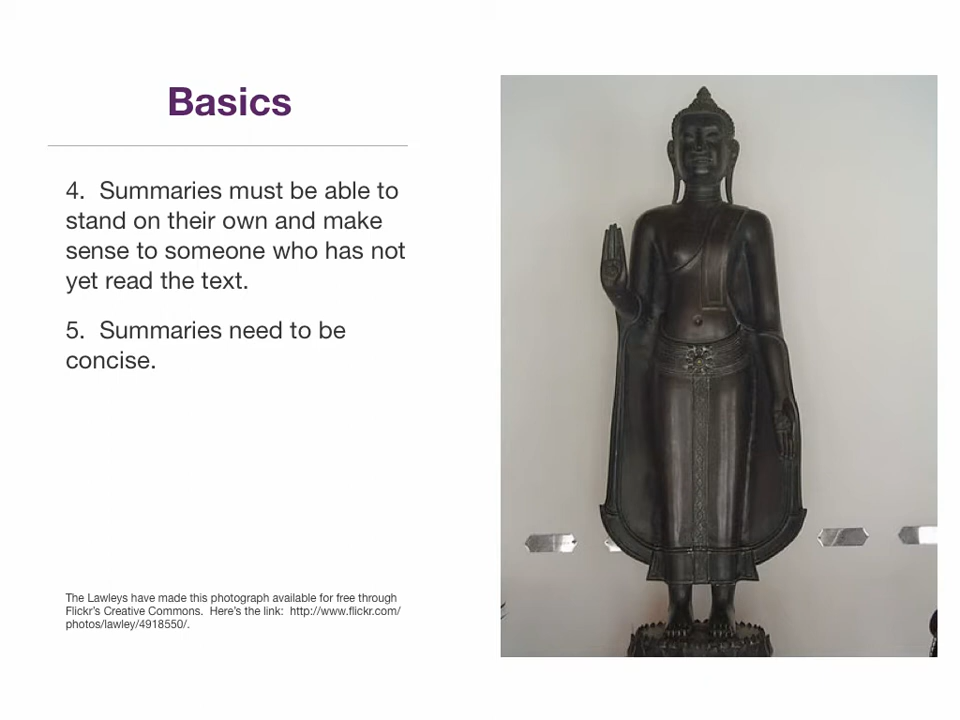 Basics
4.  Summaries must be able to
stand on their own and make
sense to someone who has not
yet read the text.
5.  Summaries need to be
concise.
The Lawleys have made this photograph available for free through
Flickr's Creative Commons.  Here's the link:  http://www.flickr.com/
photos/lawley/4918550/.